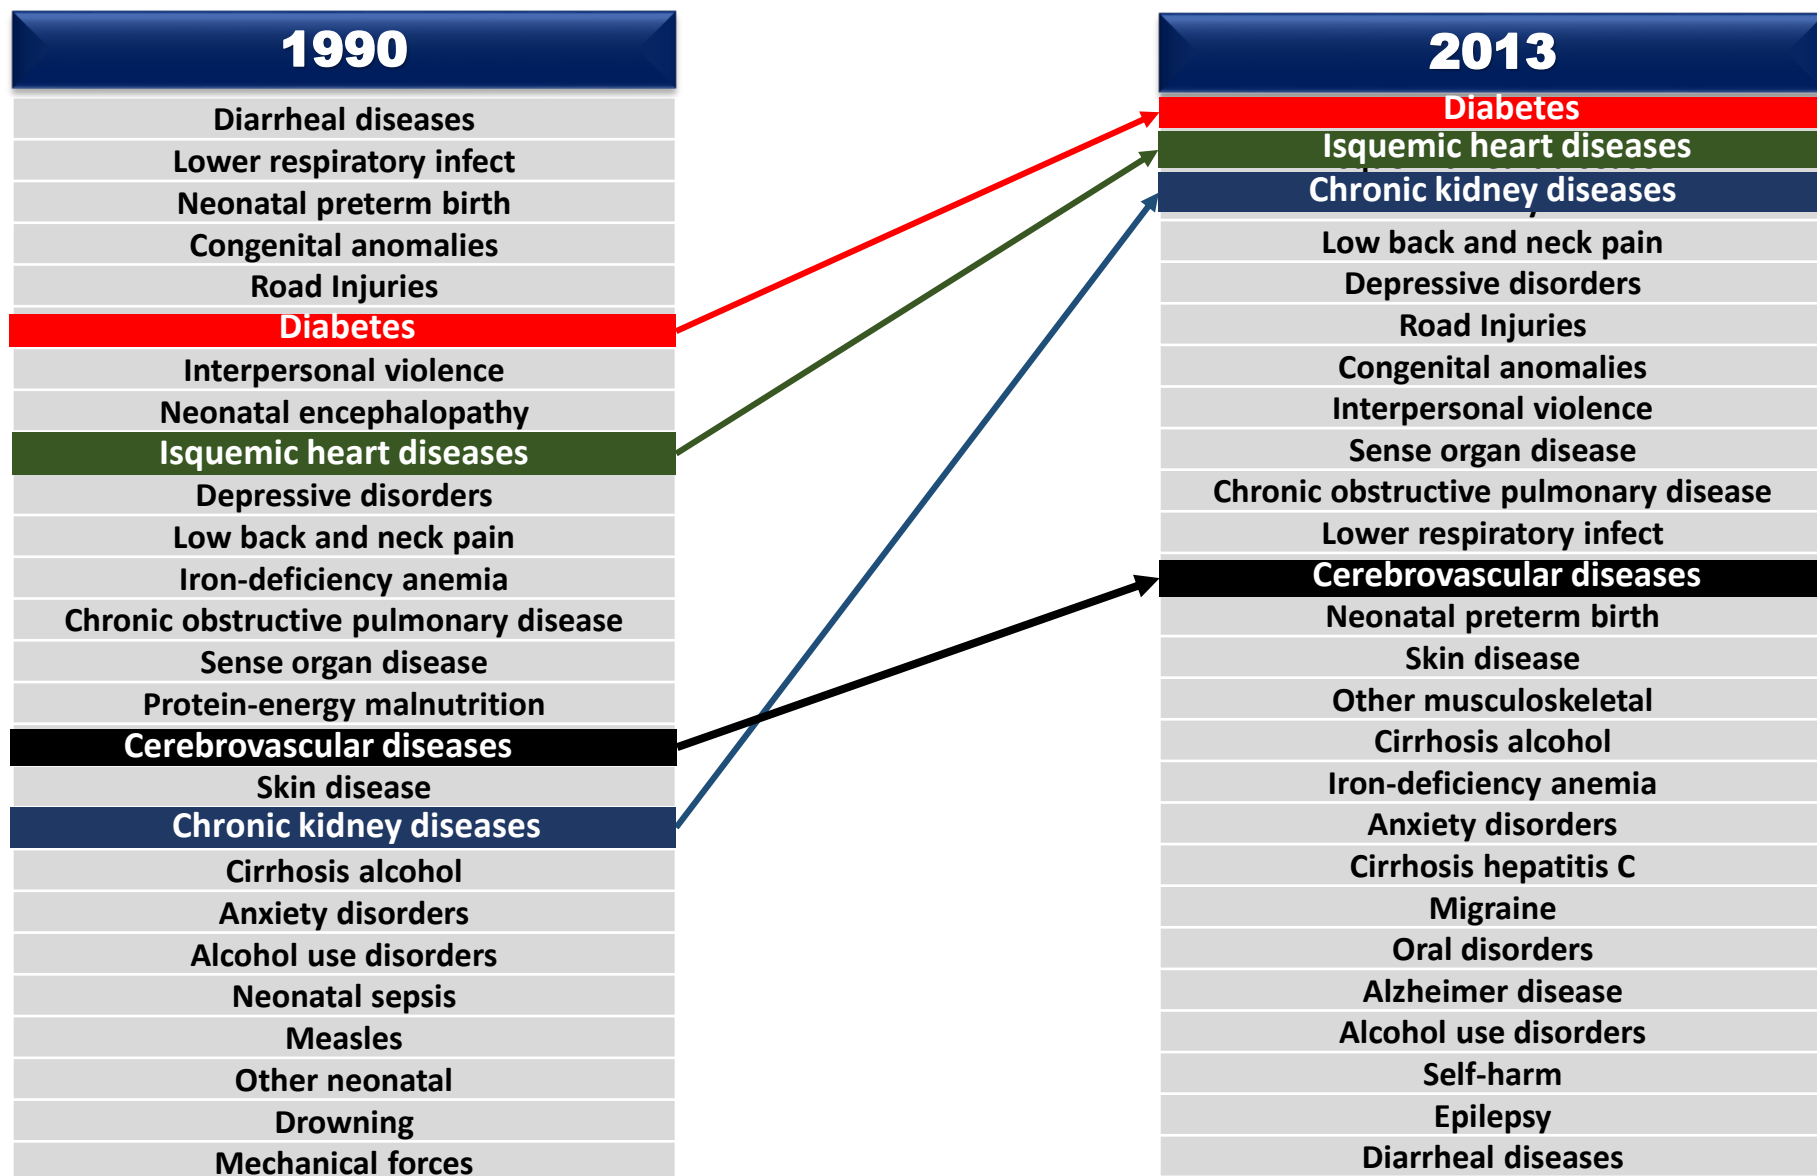 1990
Diarrheal diseases
Lower respiratory infect
Neonatal preterm birth
Congenital anomalies
Road Injuries
Diabetes
Interpersonal violence
Neonatal encephalopathy
Isquemic heart diseases
Depressive disorders
Low back and neck pain
Iron-deficiency anemia
Chronic obstructive pulmonary disease
Sense organ disease
Protein-energy malnutrition
Cerebrovascular diseases
Skin disease
Chronic kidney diseases
Cirrhosis alcohol
Anxiety disorders
Alcohol use disorders
Neonatal sepsis
Measles
Other neonatal
Drowning
Mechanical forces
2013
Diabetes
Isquemic heart diseases
Chronic kidney diseases
Low back and neck pain
Depressive disorders
Road Injuries
Congenital anomalies
Interpersonal violence
Sense organ disease
Chronic obstructive pulmonary disease
Lower respiratory infect
Cerebrovascular diseases
Neonatal preterm birth
Skin disease
Other musculoskeletal
Cirrhosis alcohol
Iron-deficiency anemia
Anxiety disorders
Cirrhosis hepatitis C
Migraine
Oral disorders
Alzheimer disease
Alcohol use disorders
Self-harm
Epilepsy
Diarrheal diseases